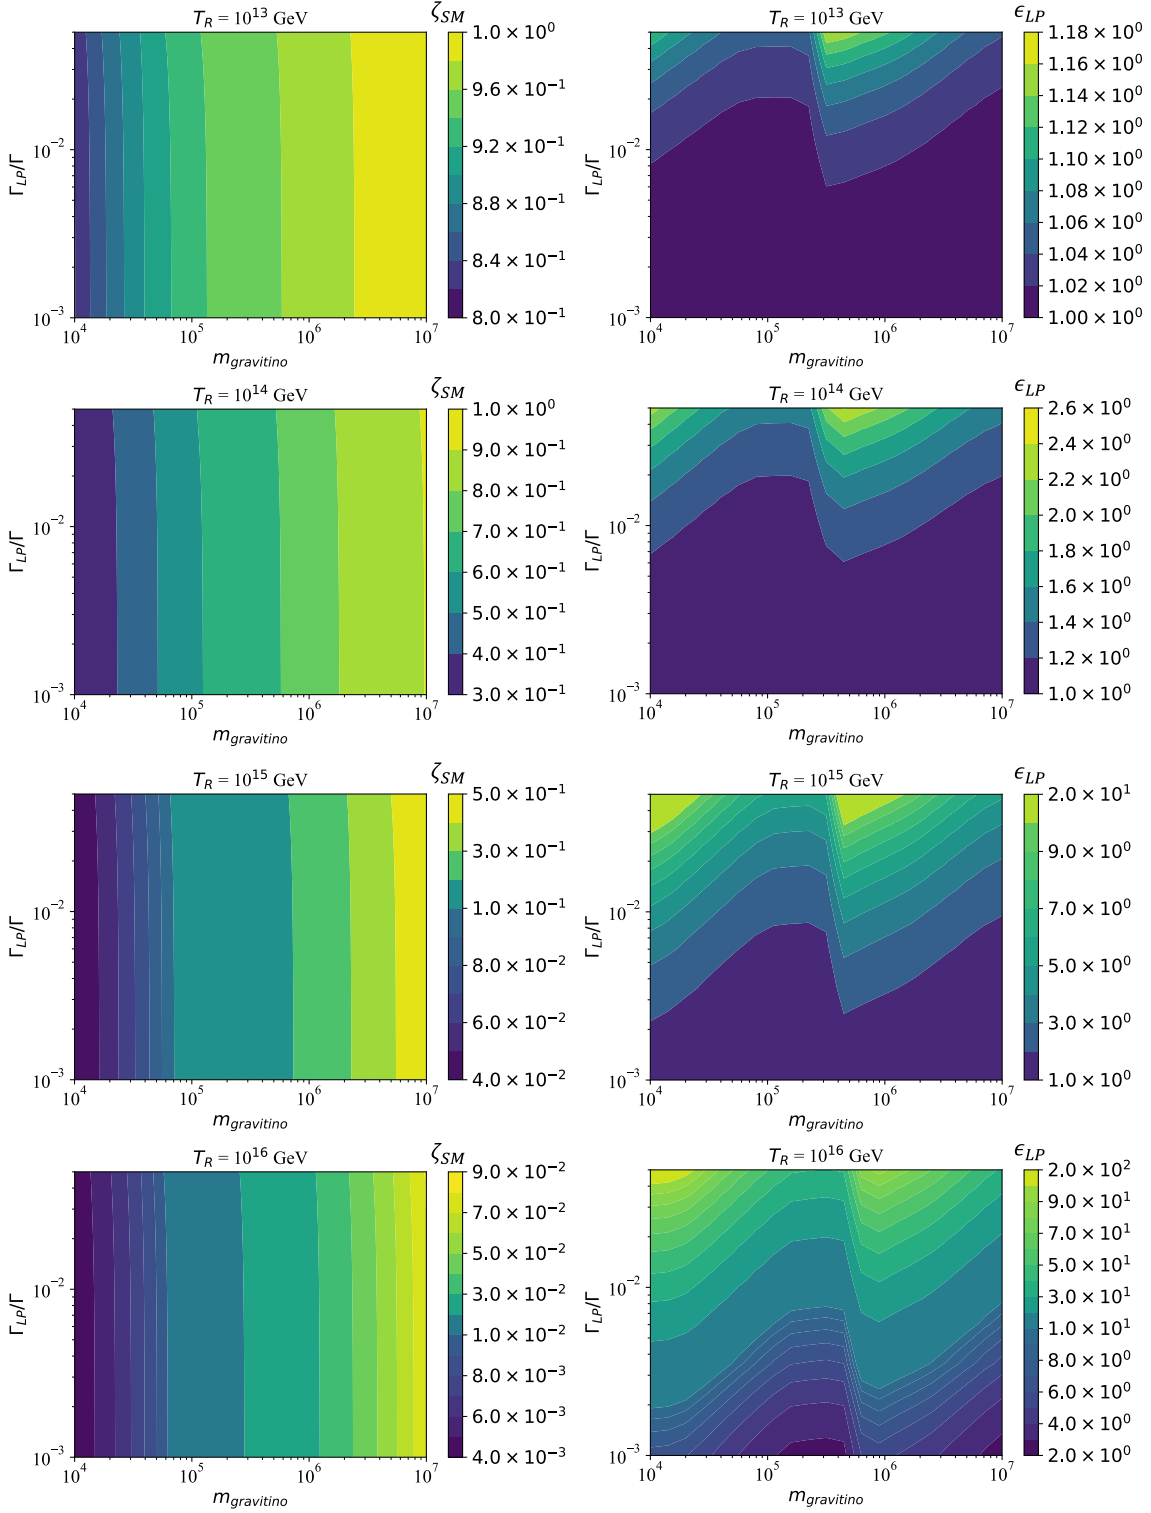 T_R = 10^13 GeV
ζ_SM
1.0 × 10^0
9.6 × 10^−1
9.2 × 10^−1
8.8 × 10^−1
8.4 × 10^−1
8.0 × 10^−1
Γ_LP/Γ
10^−2
10^−3
10^4
10^5
10^6
10^7
m_gravitino
T_R = 10^13 GeV
ϵ_LP
1.18 × 10^0
1.16 × 10^0
1.14 × 10^0
1.12 × 10^0
1.10 × 10^0
1.08 × 10^0
1.06 × 10^0
1.04 × 10^0
1.02 × 10^0
1.00 × 10^0
Γ_LP/Γ
10^−2
10^−3
10^4
10^5
10^6
10^7
m_gravitino
T_R = 10^14 GeV
ζ_SM
1.0 × 10^0
9.0 × 10^−1
8.0 × 10^−1
7.0 × 10^−1
6.0 × 10^−1
5.0 × 10^−1
4.0 × 10^−1
3.0 × 10^−1
Γ_LP/Γ
10^−2
10^−3
10^4
10^5
10^6
10^7
m_gravitino
T_R = 10^14 GeV
ϵ_LP
2.6 × 10^0
2.4 × 10^0
2.2 × 10^0
2.0 × 10^0
1.8 × 10^0
1.6 × 10^0
1.4 × 10^0
1.2 × 10^0
1.0 × 10^0
Γ_LP/Γ
10^−2
10^−3
10^4
10^5
10^6
10^7
m_gravitino
T_R = 10^15 GeV
ζ_SM
5.0 × 10^−1
3.0 × 10^−1
1.0 × 10^−1
8.0 × 10^−2
6.0 × 10^−2
4.0 × 10^−2
Γ_LP/Γ
10^−2
10^−3
10^4
10^5
10^6
10^7
m_gravitino
T_R = 10^15 GeV
ϵ_LP
2.0 × 10^1
9.0 × 10^0
7.0 × 10^0
5.0 × 10^0
3.0 × 10^0
1.0 × 10^0
Γ_LP/Γ
10^−2
10^−3
10^4
10^5
10^6
10^7
m_gravitino
T_R = 10^16 GeV
ζ_SM
9.0 × 10^−2
7.0 × 10^−2
5.0 × 10^−2
3.0 × 10^−2
1.0 × 10^−2
8.0 × 10^−3
6.0 × 10^−3
4.0 × 10^−3
Γ_LP/Γ
10^−2
10^−3
10^4
10^5
10^6
10^7
m_gravitino
T_R = 10^16 GeV
ϵ_LP
2.0 × 10^2
9.0 × 10^1
7.0 × 10^1
5.0 × 10^1
3.0 × 10^1
1.0 × 10^1
8.0 × 10^0
6.0 × 10^0
4.0 × 10^0
2.0 × 10^0
Γ_LP/Γ
10^−2
10^−3
10^4
10^5
10^6
10^7
m_gravitino